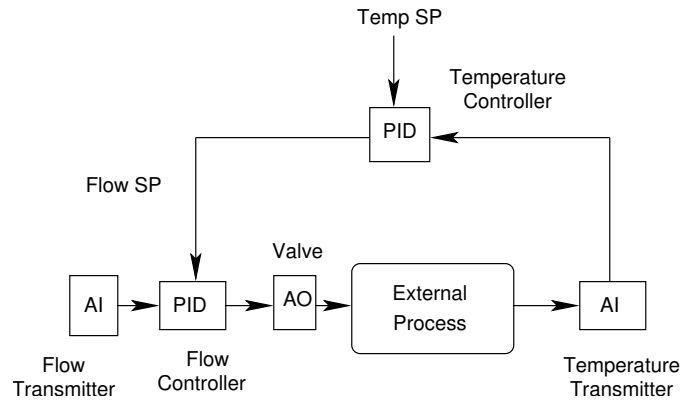 Temp SP
Temperature
Controller
PID
Flow SP
Valve
AI
PID
AO
External
Process
AI
Flow
Transmitter
Flow
Controller
Temperature
Transmitter